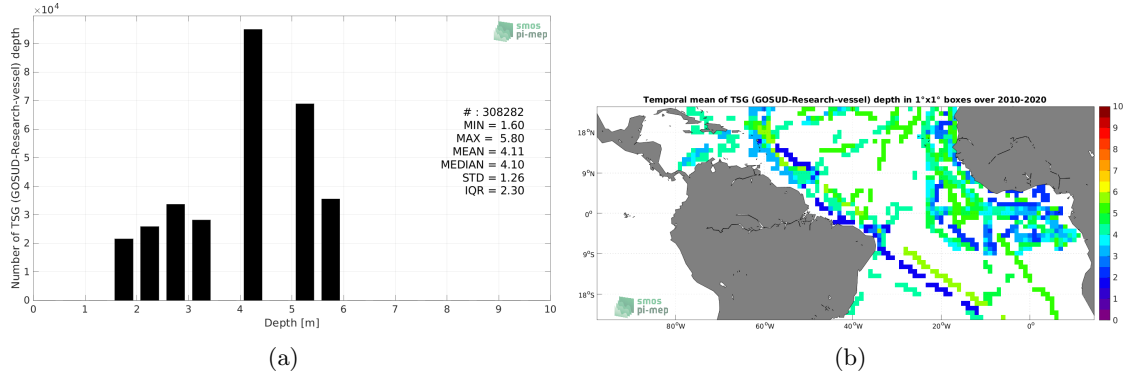 ×10⁴
smos
pi-mep
Number of TSG (GOSUD-Research-vessel) depth
9
8
7
6
5
4
3
2
1
0
# : 308282
MIN = 1.60
MAX = 5.80
MEAN = 4.11
MEDIAN = 4.10
STD = 1.26
IQR = 2.30
0 1 2 3 4 5 6 7 8 9 10
Depth [m]
(a)
Temporal mean of TSG (GOSUD-Research-vessel) depth in 1°x1° boxes over 2010-2020
18°N
9°N
0°
9°S
18°S
smos
pi-mep
80°W 60°W 40°W 20°W 0°
10
9
8
7
6
5
4
3
2
1
0
(b)